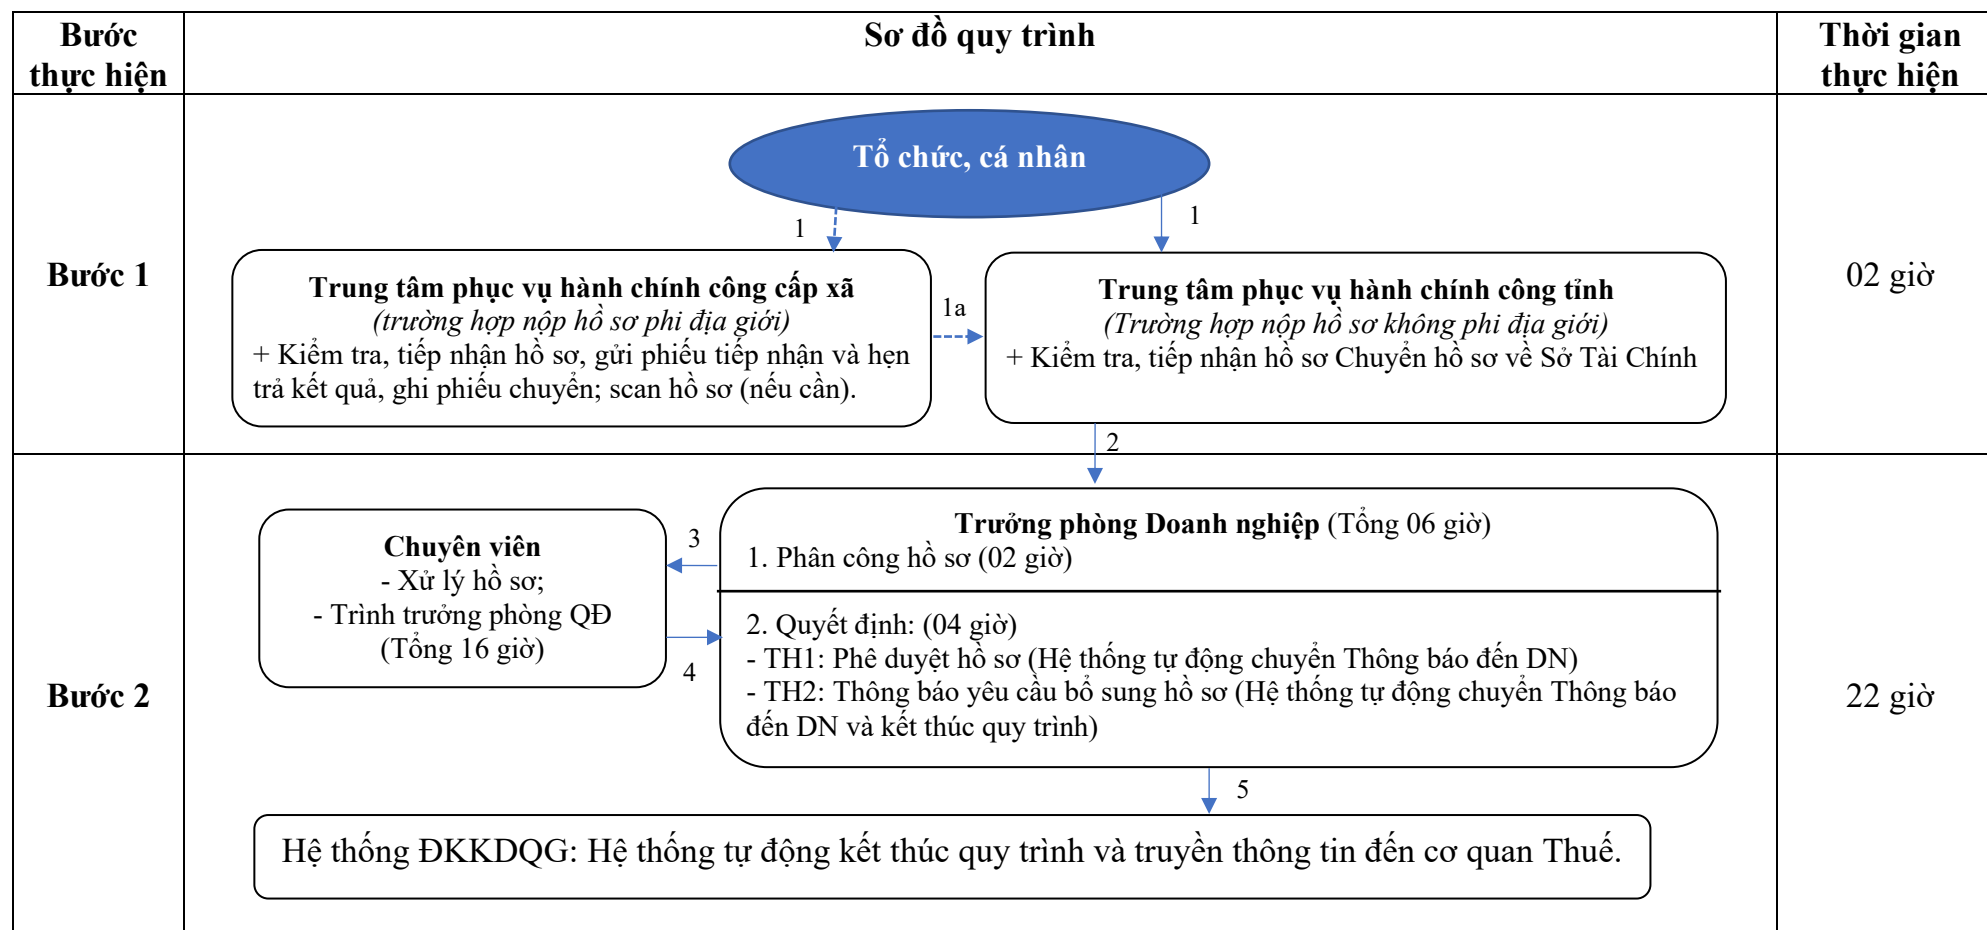 Bước
thực hiện
Sơ đồ quy trình
Thời gian
thực hiện
Bước 1
Tổ chức, cá nhân
1
1
Trung tâm phục vụ hành chính công cấp xã
(trường hợp nộp hồ sơ phi địa giới)
+ Kiểm tra, tiếp nhận hồ sơ, gửi phiếu tiếp nhận và hẹn
trả kết quả, ghi phiếu chuyển; scan hồ sơ (nếu cần).
1a
Trung tâm phục vụ hành chính công tỉnh
(Trường hợp nộp hồ sơ không phi địa giới)
+ Kiểm tra, tiếp nhận hồ sơ Chuyển hồ sơ về Sở Tài Chính
02 giờ
2
Bước 2
Chuyên viên
- Xử lý hồ sơ;
- Trình trưởng phòng QĐ
(Tổng 16 giờ)
3
4
Trưởng phòng Doanh nghiệp (Tổng 06 giờ)
1. Phân công hồ sơ (02 giờ)
2. Quyết định: (04 giờ)
- TH1: Phê duyệt hồ sơ (Hệ thống tự động chuyển Thông báo đến DN)
- TH2: Thông báo yêu cầu bổ sung hồ sơ (Hệ thống tự động chuyển Thông báo
đến DN và kết thúc quy trình)
22 giờ
5
Hệ thống ĐKKDQG: Hệ thống tự động kết thúc quy trình và truyền thông tin đến cơ quan Thuế.